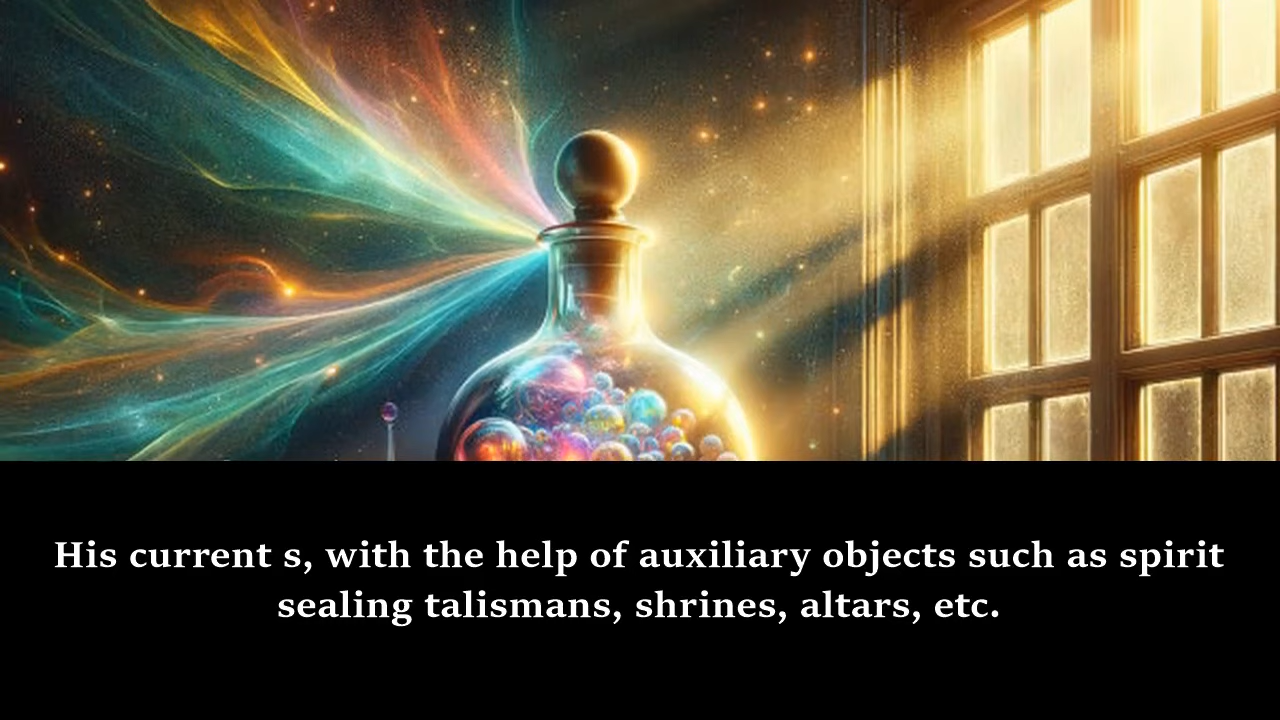 His current s, with the help of auxiliary objects such as spirit
sealing talismans, shrines, altars, etc.